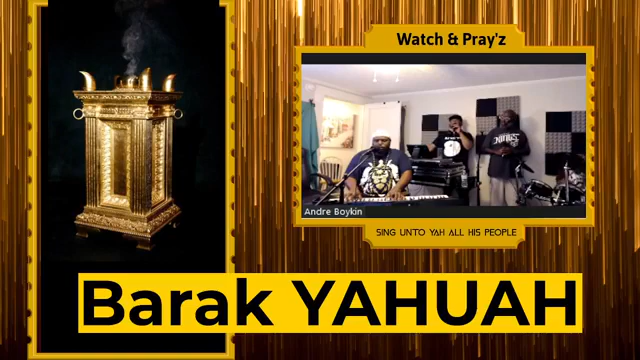 Watch & Pray'z
Andre Boykin
SING UNTO YAH ALL HIS PEOPLE
Barak YAHUAH